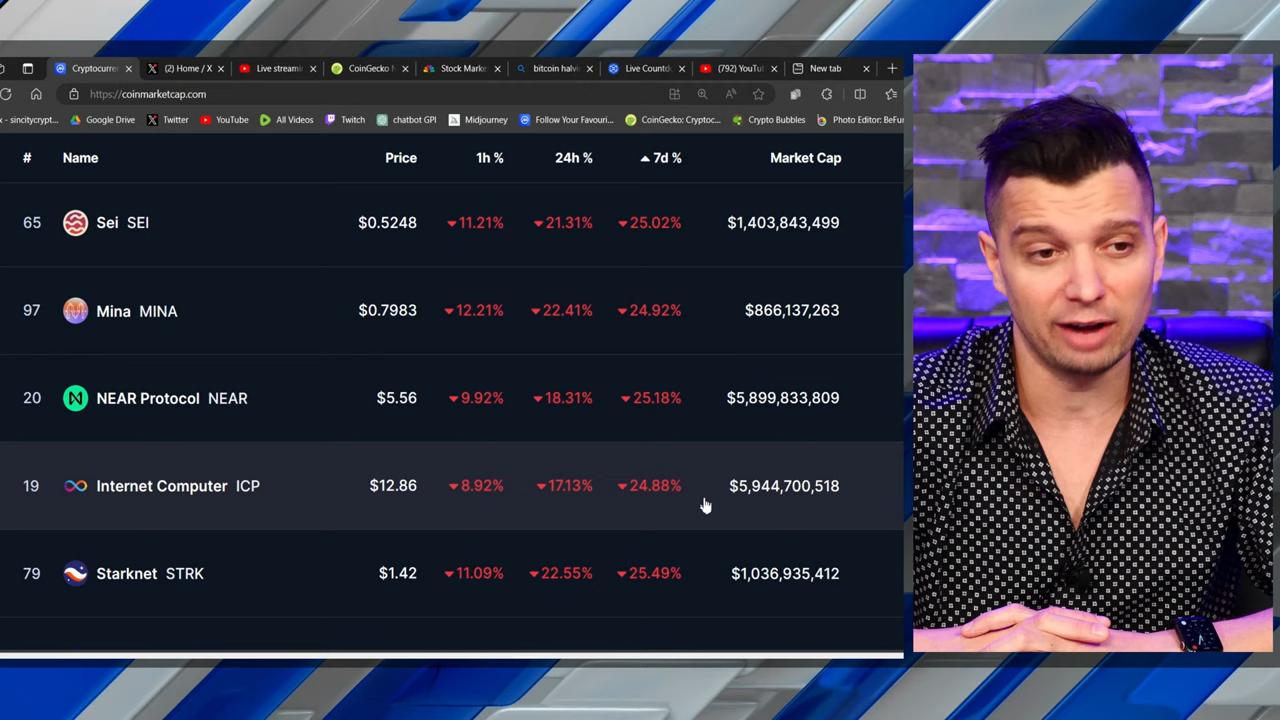 Cryptocurre
(2) Home / X
Live streami
CoinGecko
Stock Marke
bitcoin halvi
Live Countd
(792) YouTu
New tab
https://coinmarketcap.com
x - sincitycrypt...
Google Drive
Twitter
YouTube
All Videos
Twitch
chatbot GPI
Midjourney
Follow Your Favouri...
CoinGecko: Cryptoc...
Crypto Bubbles
Photo Editor: BeFun
# Name Price 1h % 24h % 7d % Market Cap
65 Sei SEI $0.5248 11.21% 21.31% 25.02% $1,403,843,499
97 Mina MINA $0.7983 12.21% 22.41% 24.92% $866,137,263
20 NEAR Protocol NEAR $5.56 9.92% 18.31% 25.18% $5,899,833,809
19 Internet Computer ICP $12.86 8.92% 17.13% 24.88% $5,944,700,518
79 Starknet STRK $1.42 11.09% 22.55% 25.49% $1,036,935,412